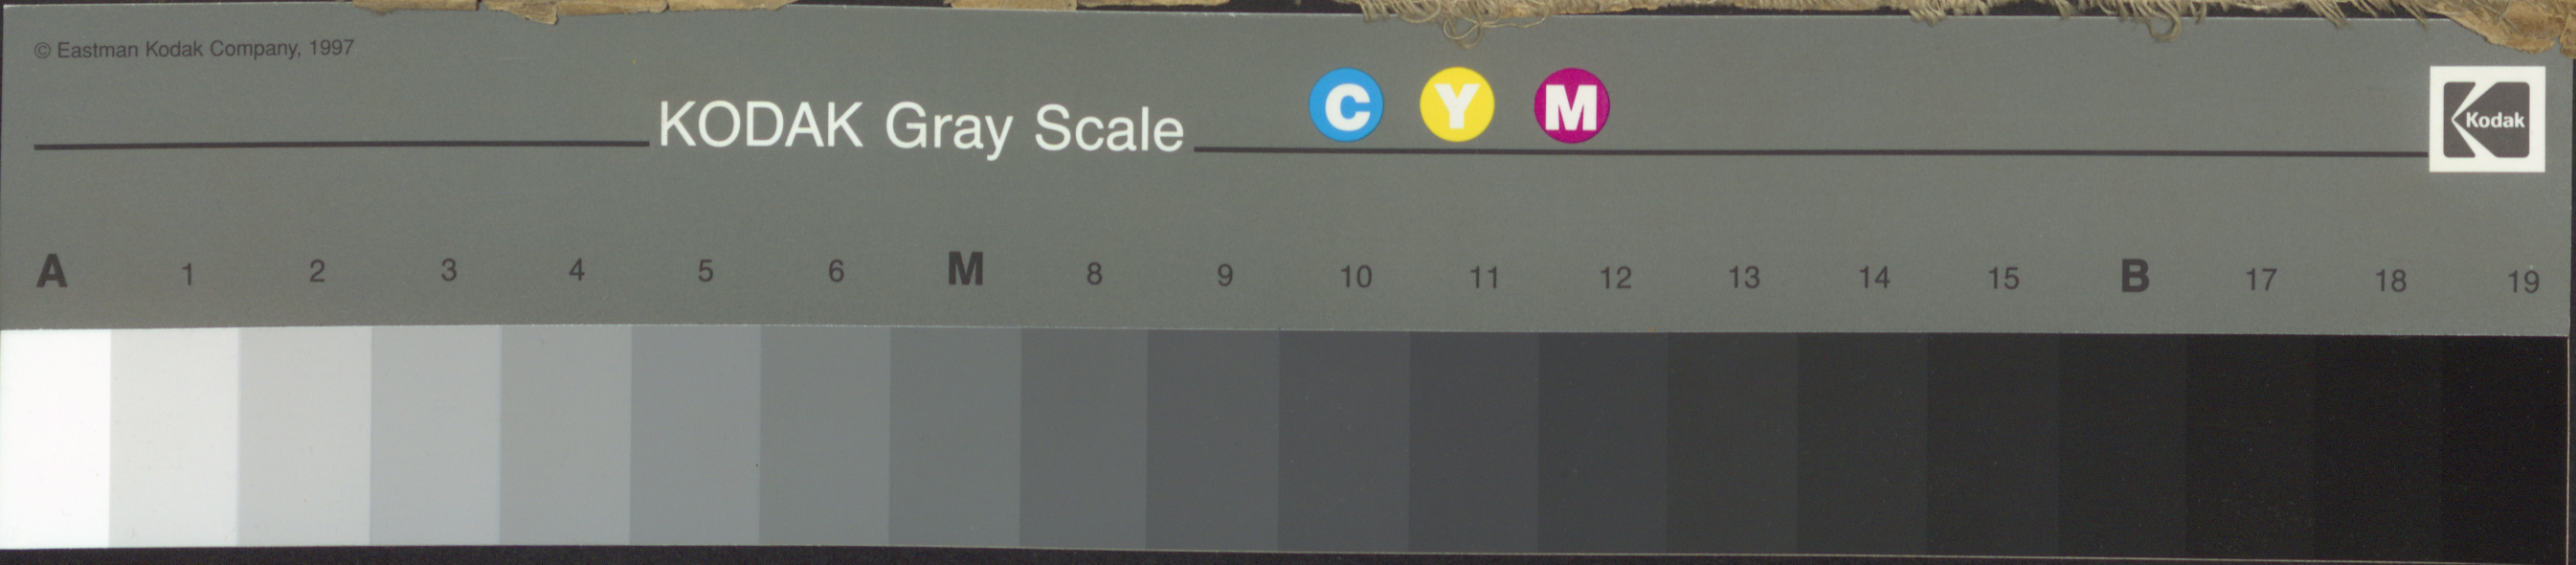 © Eastman Kodak Company, 1997
KODAK Gray Scale
C Y M
Kodak
A 1 2 3 4 5 6 M 8 9 10 11 12 13 14 15 B 17 18 19